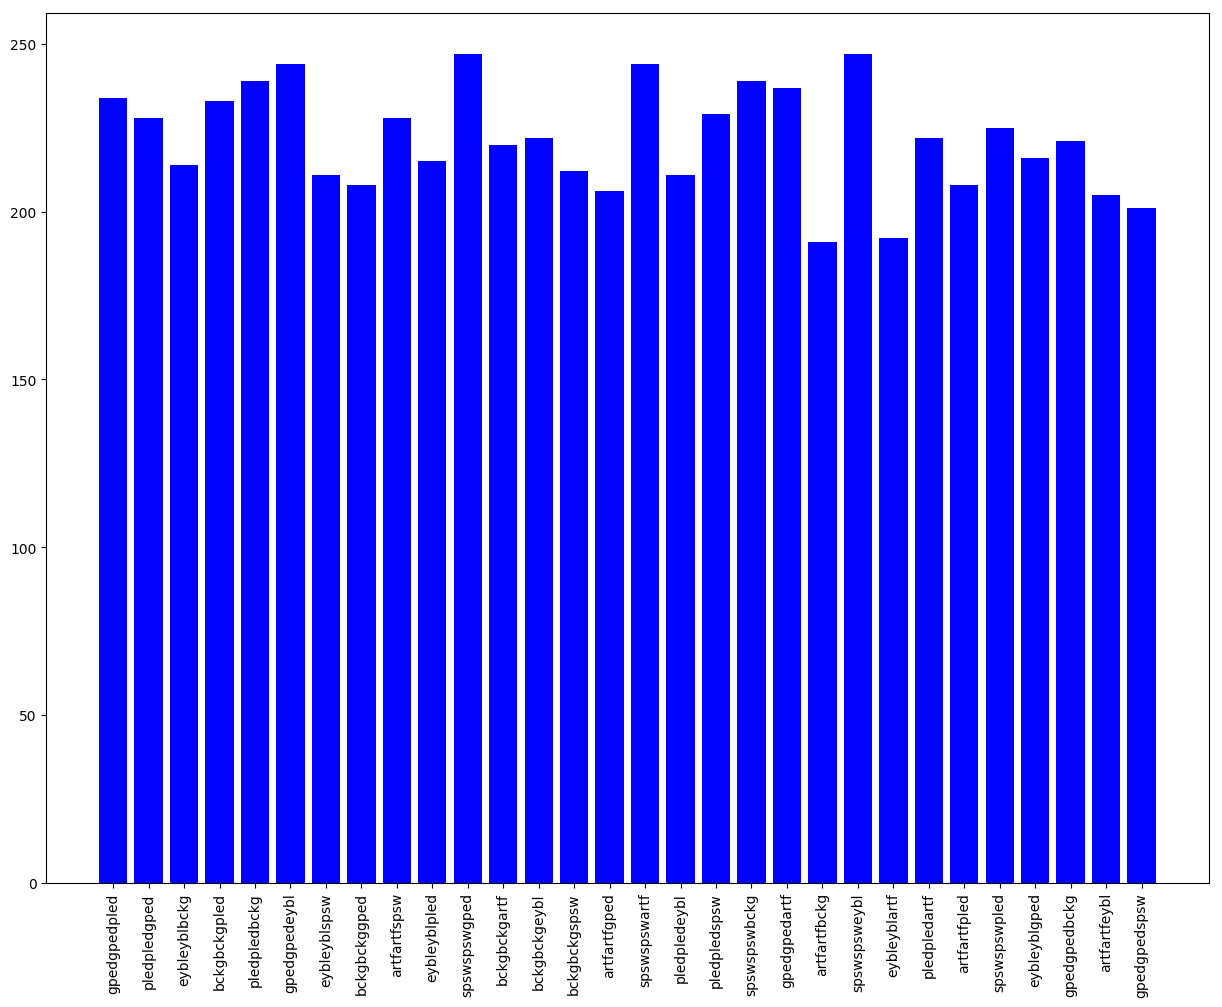 250
200
150
100
50
0
gpedgpedpled
pledpledgped
eybleyblbckg
bckgbckgpled
pledpledbckg
gpedgpedeybl
eybleyblspsw
bckgbckggped
artfartfspsw
eybleyblpled
spswspswgped
bckgbckgartf
bckgbckgeybl
bckgbckgspsw
artfartfgped
spswspswartf
pledpledeybl
pledpledspsw
spswspswbckg
gpedgpedartf
artfartfbckg
spswspsweybl
eybleyblartf
pledpledartf
artfartfpled
spswspswpled
eybleyblgped
gpedgpedbckg
artfartfeybl
gpedgpedspsw